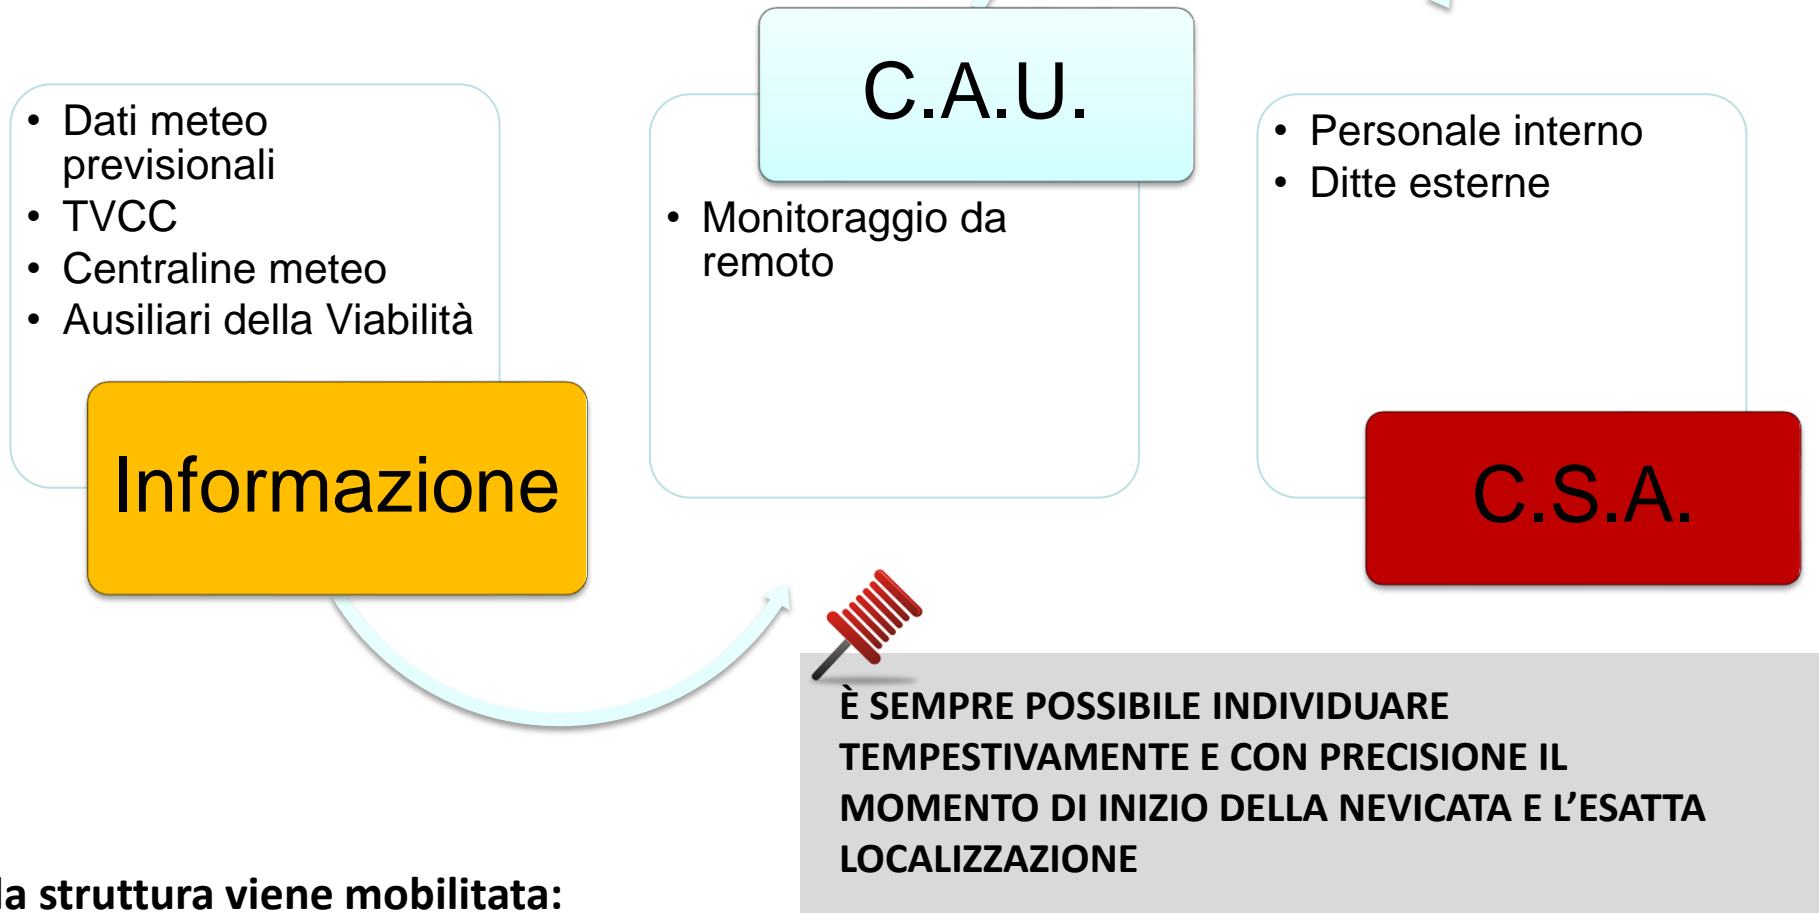 • Dati meteo
previsionali
• TVCC
• Centraline meteo
• Ausiliari della Viabilità
Informazione
C.A.U.
• Monitoraggio da
remoto
• Personale interno
• Ditte esterne
C.S.A.
È SEMPRE POSSIBILE INDIVIDUARE
TEMPESTIVAMENTE E CON PRECISIONE IL
MOMENTO DI INIZIO DELLA NEVICATA E L’ESATTA
LOCALIZZAZIONE
la struttura viene mobilitata: